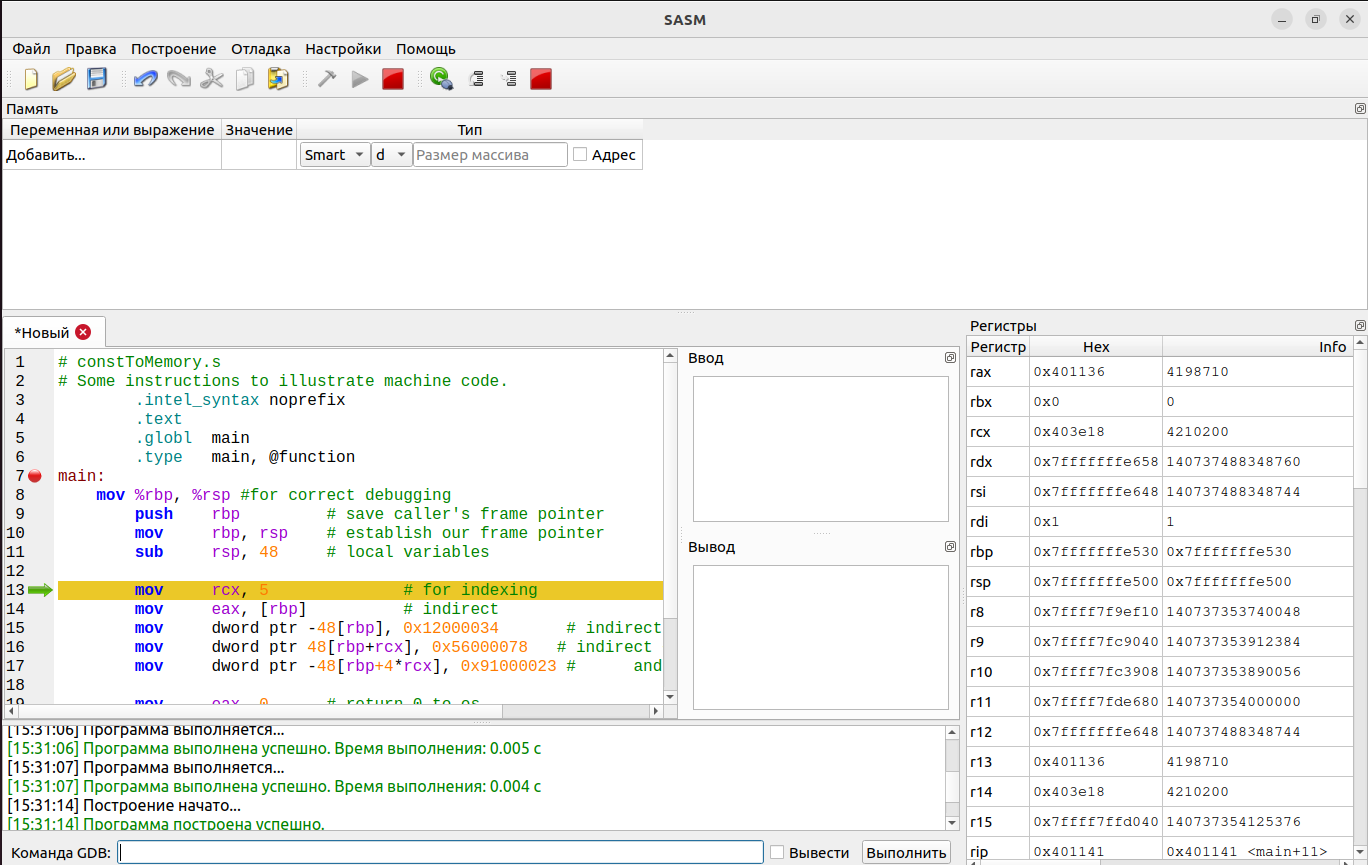 SASM
Файл Правка Построение Отладка Настройки Помощь
Память
Переменная или выражение Значение Тип
Добавить... Smart d Размер массива Адрес
*Новый
1 # constToMemory.s
2 # Some instructions to illustrate machine code.
3 .intel_syntax noprefix
4 .text
5 .globl main
6 .type main, @function
7 main:
8 mov %rbp, %rsp #for correct debugging
9 push rbp # save caller's frame pointer
10 mov rbp, rsp # establish our frame pointer
11 sub rsp, 48 # local variables
12
13 mov rcx, 5 # for indexing
14 mov eax, [rbp] # indirect
15 mov dword ptr -48[rbp], 0x12000034 # indirect
16 mov dword ptr 48[rbp+rcx], 0x56000078 # indirect
17 mov dword ptr -48[rbp+4*rcx], 0x91000023 # and
18
19 mov eax, 0 # return 0 to os
Ввод
Вывод
Регистры
Регистр Hex Info
rax 0x401136 4198710
rbx 0x0 0
rcx 0x403e18 4210200
rdx 0x7fffffffe658 140737488348760
rsi 0x7fffffffe648 140737488348744
rdi 0x1 1
rbp 0x7fffffffe530 0x7fffffffe530
rsp 0x7fffffffe500 0x7fffffffe500
r8 0x7ffff7f9ef10 140737353740048
r9 0x7ffff7fc9040 140737353912384
r10 0x7ffff7fc3908 140737353890056
r11 0x7ffff7fde680 140737354000000
r12 0x7fffffffe648 140737488348744
r13 0x401136 4198710
r14 0x403e18 4210200
r15 0x7ffff7ffd040 140737354125376
rip 0x401141 0x401141 <main+11>
[15:31:06] Программа выполняется...
[15:31:06] Программа выполнена успешно. Время выполнения: 0.005 с
[15:31:07] Программа выполняется...
[15:31:07] Программа выполнена успешно. Время выполнения: 0.004 с
[15:31:14] Построение начато...
[15:31:14] Программа построена успешно.
Команда GDB: Вывести Выполнить